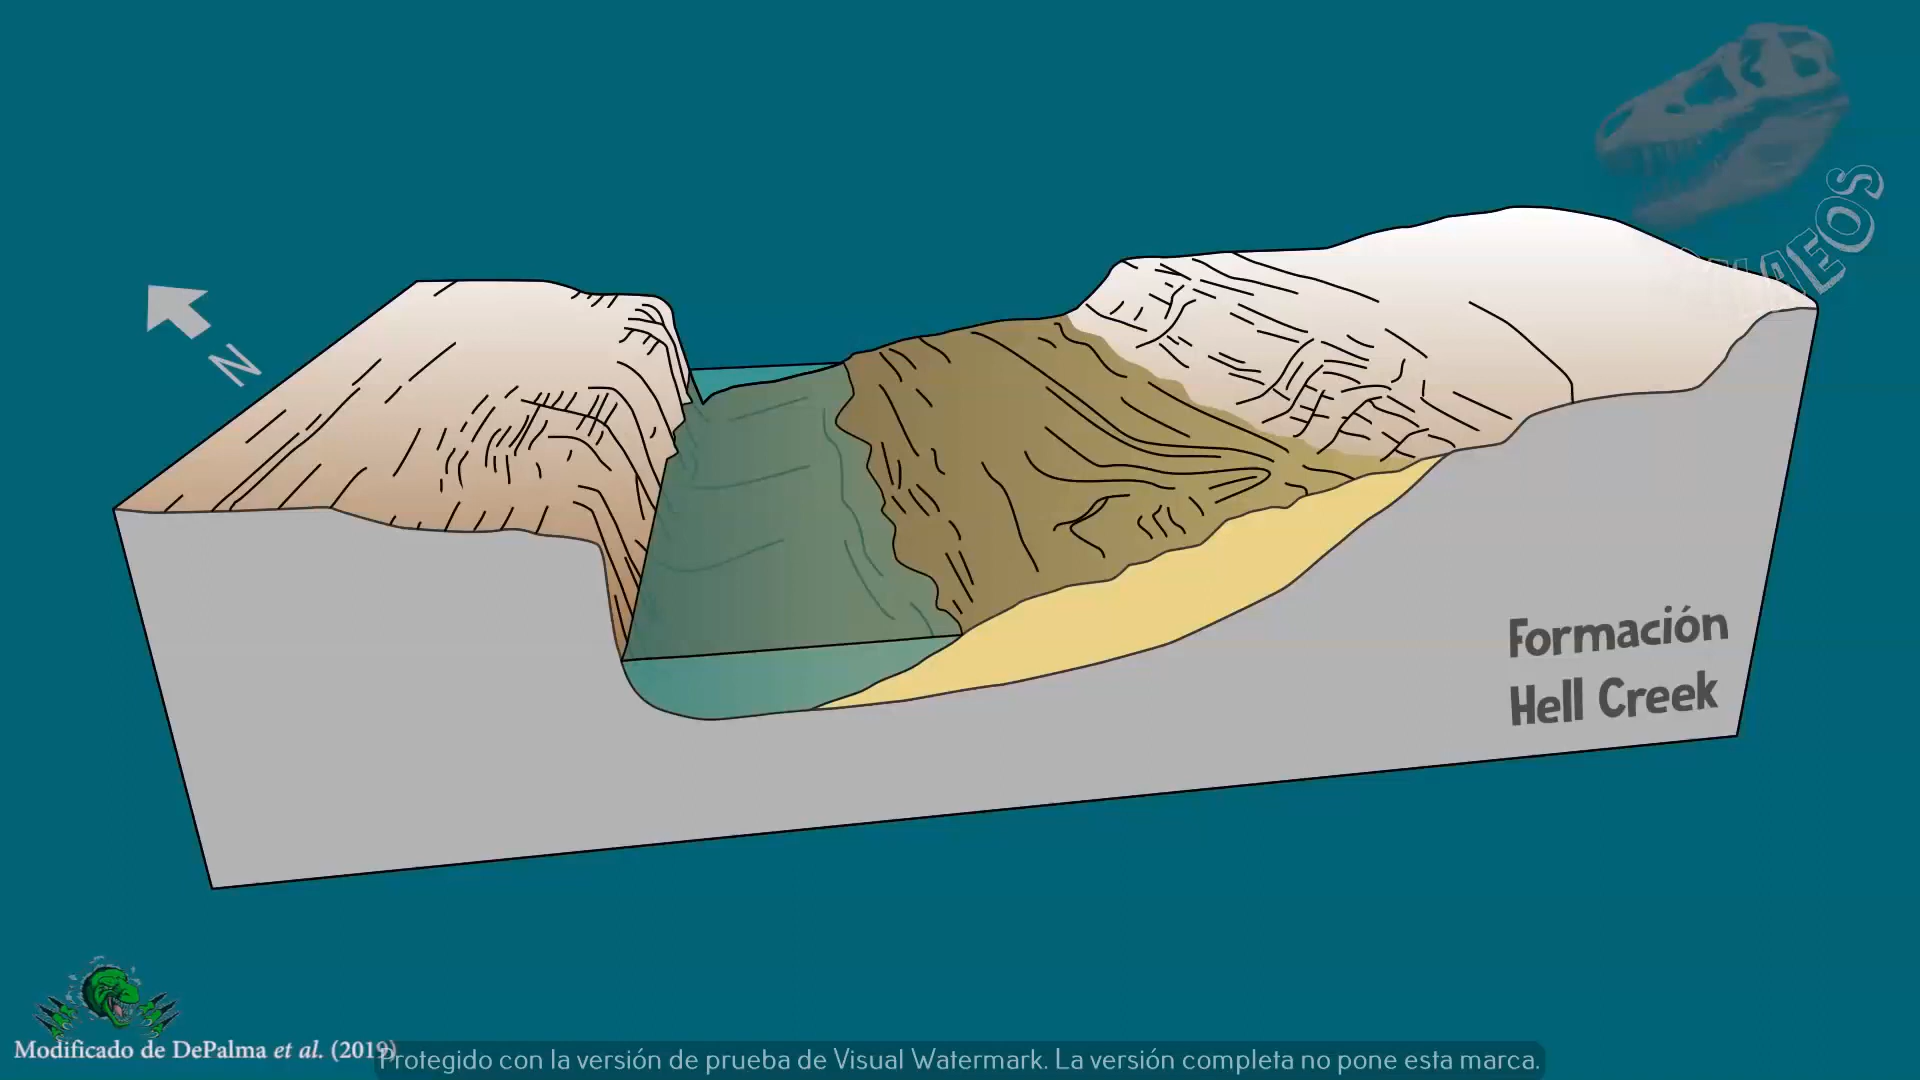 N
Formación
Hell Creek
Modificado de DePalma et al. (2019)
Protegido con la versión de prueba de Visual Watermark. La versión completa no pone esta marca.